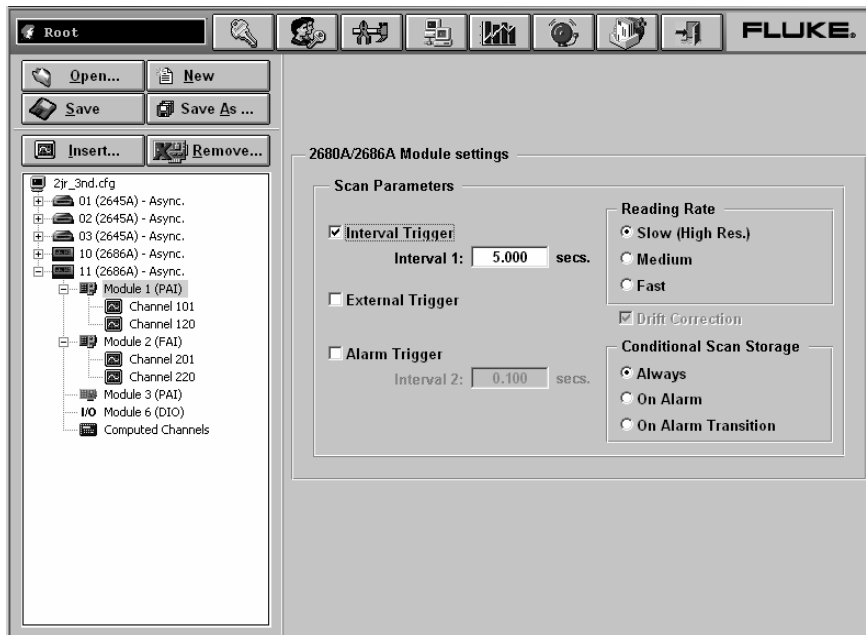 Root
FLUKE®
Open...
New
Save
Save As ...
Insert...
Remove...
2jr_3nd.cfg
01 (2645A) - Async.
02 (2645A) - Async.
03 (2645A) - Async.
10 (2686A) - Async.
11 (2686A) - Async.
Module 1 (PAI)
Channel 101
Channel 120
Module 2 (FAI)
Channel 201
Channel 220
Module 3 (PAI)
I/O Module 6 (DIO)
Computed Channels
2680A/2686A Module settings
Scan Parameters
Interval Trigger
Interval 1: 5.000 secs.
External Trigger
Alarm Trigger
Interval 2: 0.100 secs.
Reading Rate
Slow (High Res.)
Medium
Fast
Drift Correction
Conditional Scan Storage
Always
On Alarm
On Alarm Transition